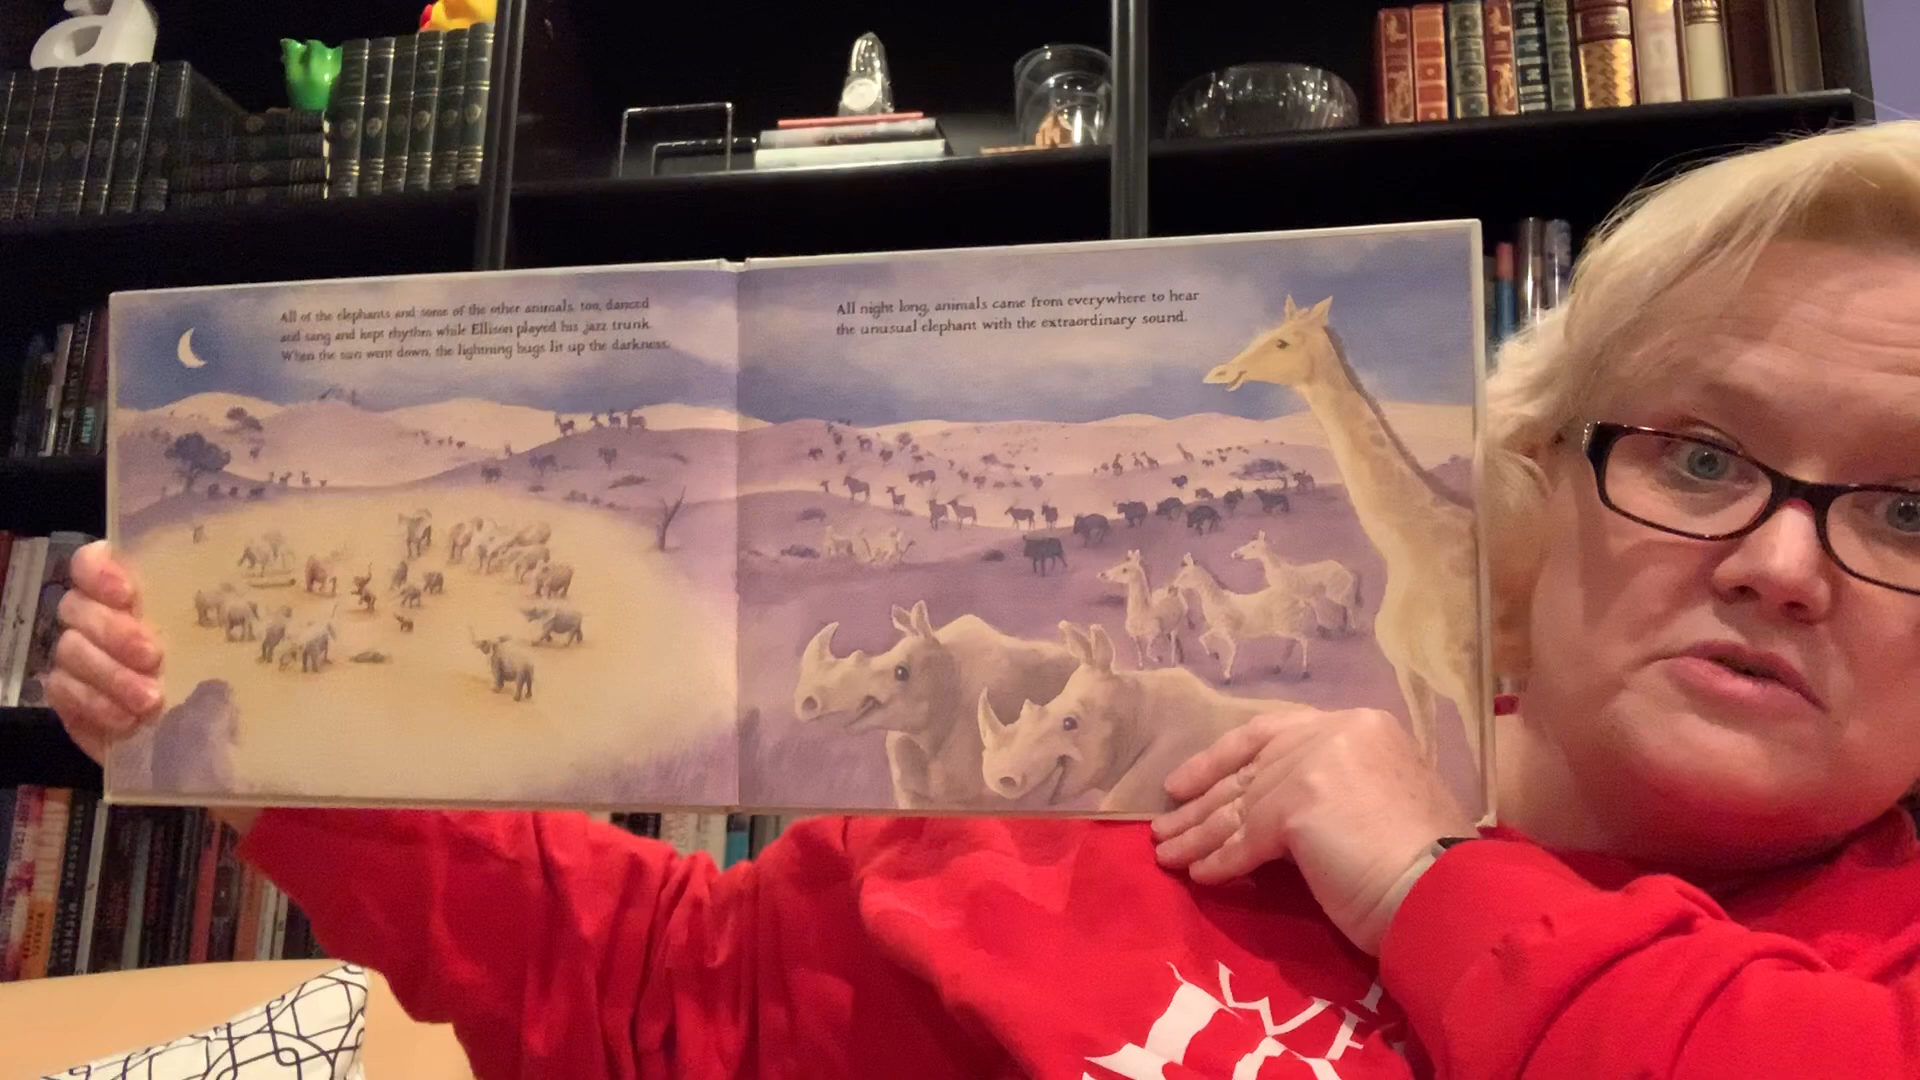 All of the elephants and some of the other animals, too, danced
and sang and kept rhythm while Ellison played his jazz trunk.
When the sun went down, the lightning bugs lit up the darkness.
All night long, animals came from everywhere to hear
the unusual elephant with the extraordinary sound.